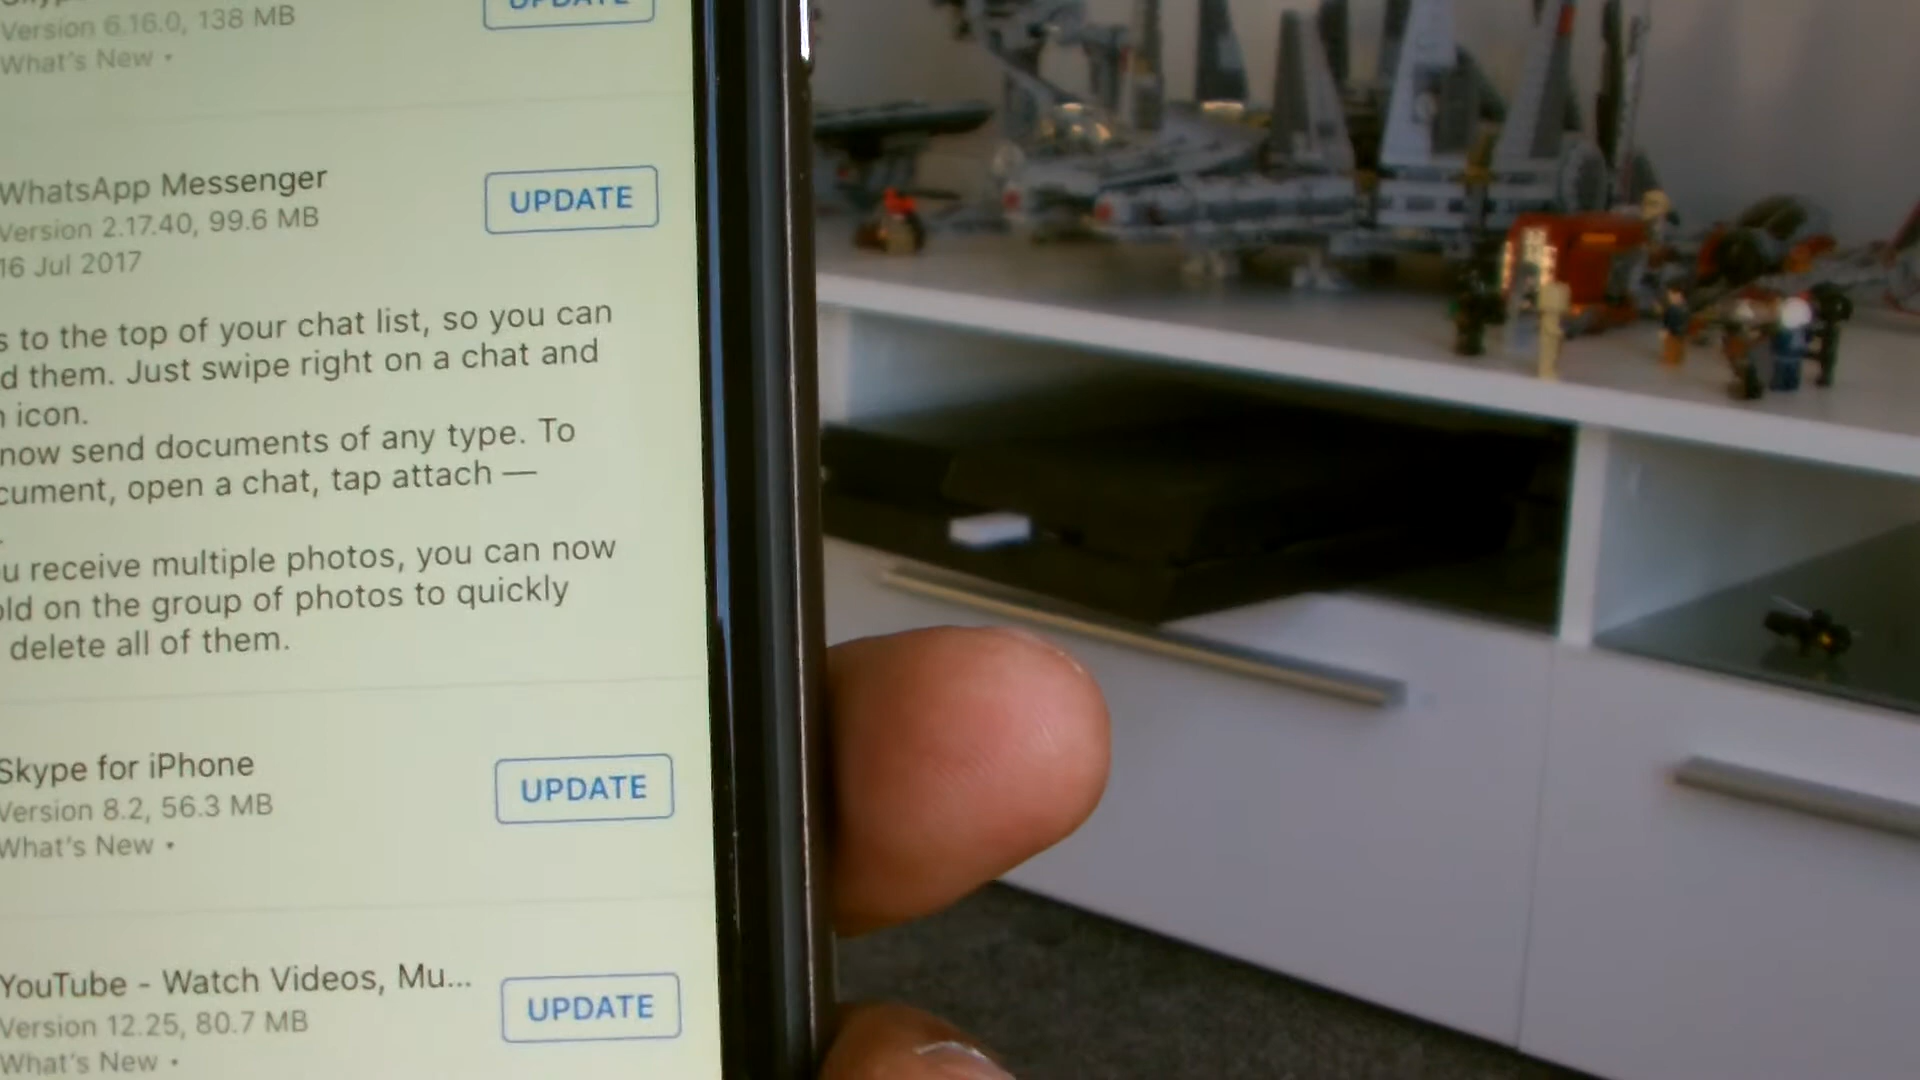 Version 6.16.0, 138 MB
UPDATE
What's New •
WhatsApp Messenger
UPDATE
Version 2.17.40, 99.6 MB
16 Jul 2017
s to the top of your chat list, so you can
d them. Just swipe right on a chat and
icon.
now send documents of any type. To
cument, open a chat, tap attach —
u receive multiple photos, you can now
old on the group of photos to quickly
delete all of them.
Skype for iPhone
UPDATE
Version 8.2, 56.3 MB
What's New •
YouTube - Watch Videos, Mu...
UPDATE
Version 12.25, 80.7 MB
What's New •